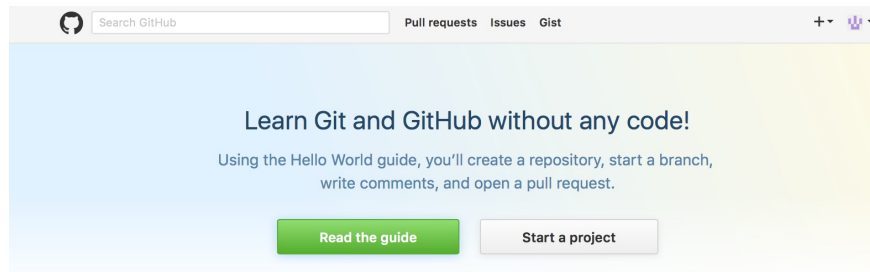 Search GitHub Pull requests Issues Gist
Learn Git and GitHub without any code!
Using the Hello World guide, you’ll create a repository, start a branch,
write comments, and open a pull request.
Read the guide Start a project